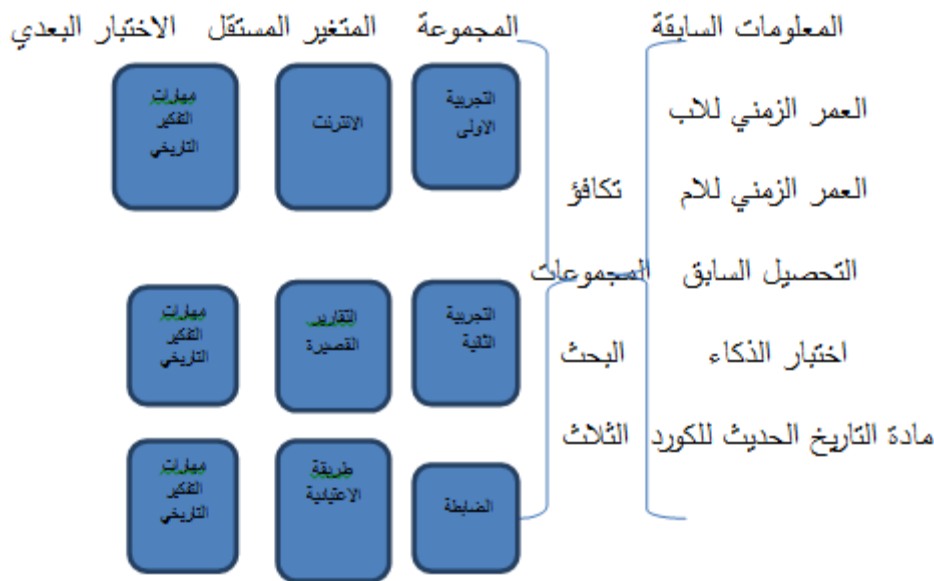 المعلومات السابقة
المجموعة
المتغير المستقل
الاختبار البعدي
العمر الزمني للاب
العمر الزمني للام
التحصيل السابق
اختبار الذكاء
مادة التاريخ الحديث للكورد
تكافؤ
المجموعات
البحث
الثلاث
التجريبية
الاولى
الانترنت
مهارات
التفكير
التاريخي
التجريبية
الثانية
التقارير
القصيرة
مهارات
التفكير
التاريخي
الضابطة
طريقة
الاعتيادية
مهارات
التفكير
التاريخي